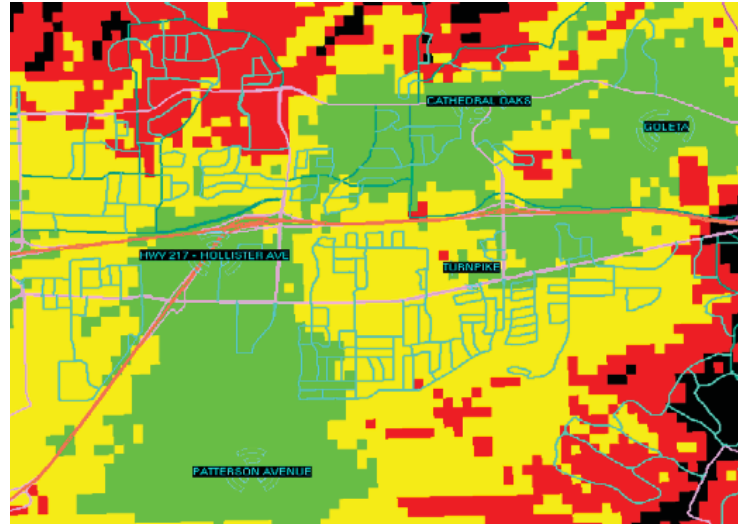 CATHEDRAL OAKS
GOLETA
HWY 217 - HOLLISTER AVE
TURNPIKE
PATTERSON AVENUE